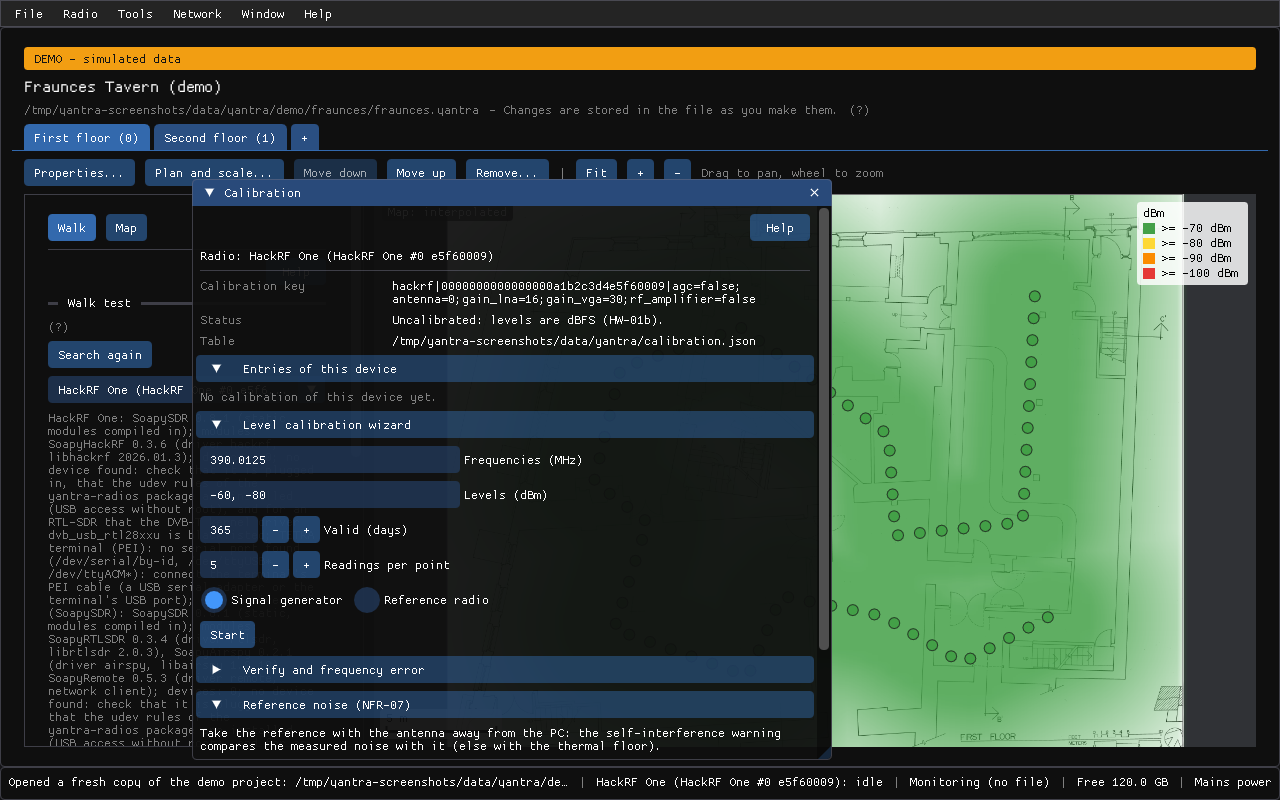 File Radio Tools Network Window Help
DEMO - simulated data
Fraunces Tavern (demo)
/tmp/yantra-screenshots/data/yantra/demo/fraunces/fraunces.yantra - Changes are stored in the file as you make them. (?)
First floor (0) Second floor (1) +
Properties... Plan and scale... Move down Move up Remove... | Fit + - Drag to pan, wheel to zoom
Calibration
Map: interpolated
Walk Map
Help
Radio: HackRF One (HackRF One #0 e5f60009)
Calibration key hackrf|0000000000000000a1b2c3d4e5f60009|agc=false;
antenna=0;gain_lna=16;gain_vga=30;rf_amplifier=false
Status Uncalibrated: levels are dBFS (HW-01b).
Table /tmp/yantra-screenshots/data/yantra/calibration.json
Entries of this device
No calibration of this device yet.
Level calibration wizard
390.0125 Frequencies (MHz)
-60, -80 Levels (dBm)
365 - + Valid (days)
5 - + Readings per point
Signal generator Reference radio
Start
Verify and frequency error
Reference noise (NFR-07)
Take the reference with the antenna away from the PC: the self-interference warning
compares the measured noise with it (else with the thermal floor).
Walk test
(?)
Search again
HackRF One (HackRF
HackRF One: SoapySDR
modules compiled in);
SoapyHackRF 0.3.6 (dr
libhackrf 2026.01.3);
device found: check t
in, that the udev rul
yantra-radios package
(USB access without r
RTL-SDR that the DVB-
dvb_usb_rtl28xxu is b
terminal (PEI): no se
(/dev/serial/by-id, /
/dev/ttyACM*): connec
PEI cable (a USB seri
terminal's USB port);
(SoapySDR): SoapySDR
modules compiled in);
SoapyRTLSDR 0.3.4 (dr
librtlsdr 2.0.3), Soa
(driver airspy, libai
SoapyRemote 0.5.3 (dr
network client); devi
found: check that it
that the udev rules o
yantra-radios package
(USB access without r
dBm
>= -70 dBm
>= -80 dBm
>= -90 dBm
>= -100 dBm
FIRST FLOOR
Opened a fresh copy of the demo project: /tmp/yantra-screenshots/data/yantra/de… | HackRF One (HackRF One #0 e5f60009): idle | Monitoring (no file) | Free 120.0 GB | Mains power